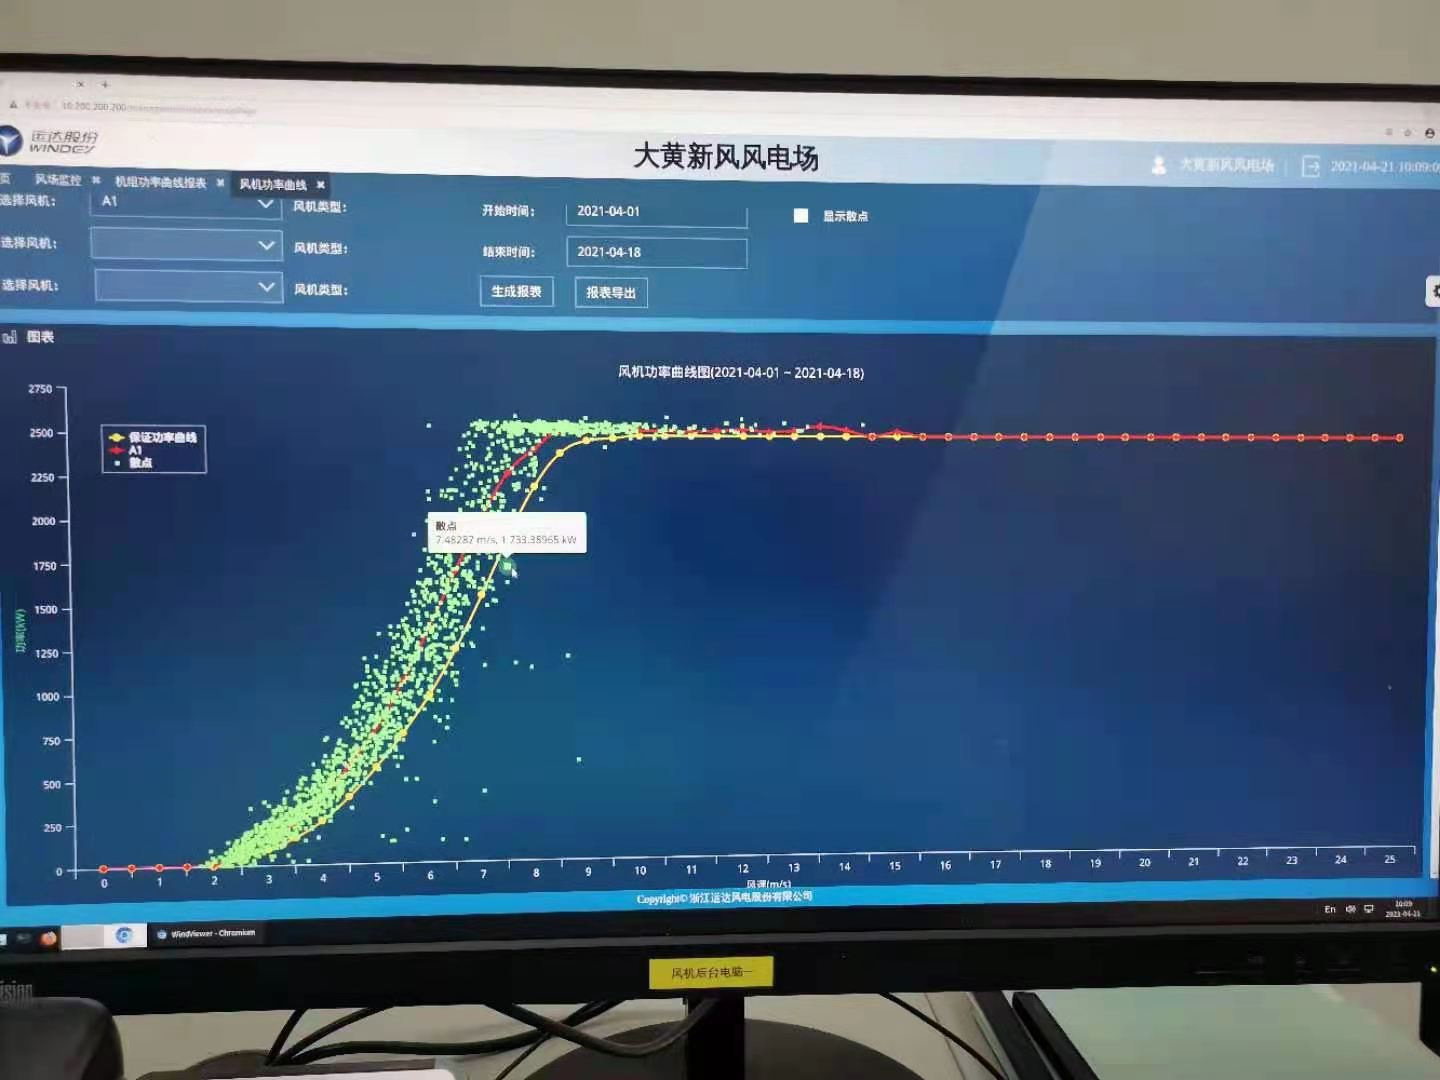 10.200.200.200
运达股份
WINDEY
大黄新风风电场
大黄新风风电场
2021-04-21 10:09:0
页 风场监控 × 机组功率曲线报表 × 风机功率曲线 ×
选择风机: A1 风机类型: 开始时间: 2021-04-01 显示散点
选择风机: 风机类型: 结束时间: 2021-04-18
选择风机: 风机类型: 生成报表 报表导出
图表
风机功率曲线图(2021-04-01 ~ 2021-04-18)
保证功率曲线
A1
散点
散点
7.48287 m/s, 1 733.38965 kW
功率(kW)
2750
2500
2250
2000
1750
1500
1250
1000
750
500
250
0
0 1 2 3 4 5 6 7 8 9 10 11 12 13 14 15 16 17 18 19 20 21 22 23 24 25
风速(m/s)
Copyright© 浙江运达风电股份有限公司
WindViewer - Chromium
En
10:09
2021-04-21
风机后台电脑一